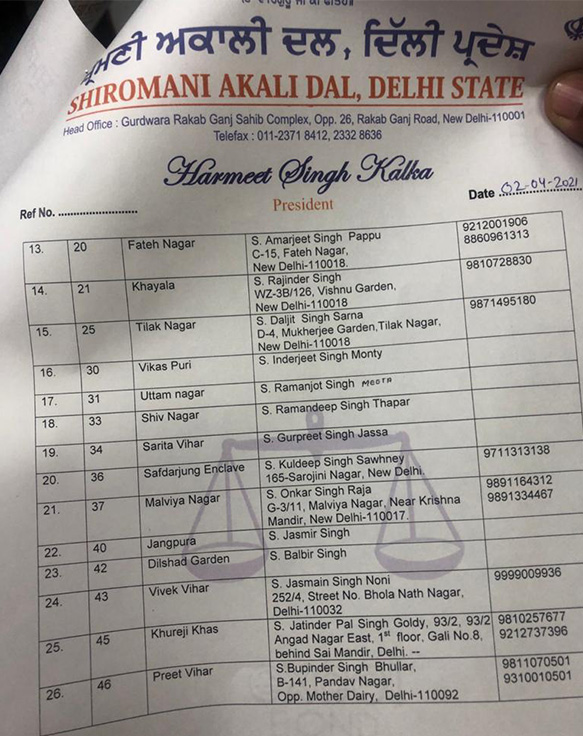 ਸ਼੍ਰੋਮਣੀ ਅਕਾਲੀ ਦਲ, ਦਿੱਲੀ ਪ੍ਰਦੇਸ਼
SHIROMANI AKALI DAL, DELHI STATE
Head Office : Gurdwara Rakab Ganj Sahib Complex, Opp. 26, Rakab Ganj Road, New Delhi-110001
Telefax : 011-2371 8412, 2332 8636
Harmeet Singh Kalka
President
Ref No. ........................
Date 02-04-2021
13. 20 Fateh Nagar S. Amarjeet Singh Pappu 9212001906
C-15, Fateh Nagar, 8860961313
New Delhi-110018.
14. 21 Khayala S. Rajinder Singh 9810728830
WZ-3B/126, Vishnu Garden,
New Delhi-110018
15. 25 Tilak Nagar S. Daljit Singh Sarna 9871495180
D-4, Mukherjee Garden,Tilak Nagar,
New Delhi-110018
16. 30 Vikas Puri S. Inderjeet Singh Monty
17. 31 Uttam nagar S. Ramanjot Singh MEETA
18. 33 Shiv Nagar S. Ramandeep Singh Thapar
19. 34 Sarita Vihar S. Gurpreet Singh Jassa
20. 36 Safdarjung Enclave S. Kuldeep Singh Sawhney 9711313138
165-Sarojini Nagar, New Delhi.
21. 37 Malviya Nagar S. Onkar Singh Raja 9891164312
G-3/11, Malviya Nagar, Near Krishna 9891334467
Mandir, New Delhi-110017.
22. 40 Jangpura S. Jasmir Singh
23. 42 Dilshad Garden S. Balbir Singh
24. 43 Vivek Vihar S. Jasmain Singh Noni 9999009936
252/4, Street No. Bhola Nath Nagar,
Delhi-110032
25. 45 Khureji Khas S. Jatinder Pal Singh Goldy, 93/2, 93/2 9810257677
Angad Nagar East, 1st floor, Gali No.8, 9212737396
behind Sai Mandir, Delhi. --
26. 46 Preet Vihar S.Bupinder Singh Bhullar, 9811070501
B-141, Pandav Nagar, 9310010501
Opp. Mother Dairy, Delhi-110092